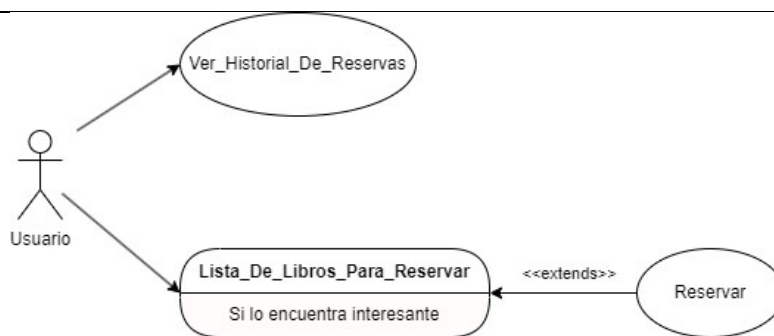 Ver_Historial_De_Reservas
Usuario
Lista_De_Libros_Para_Reservar
<<extends>>
Reservar
Si lo encuentra interesante